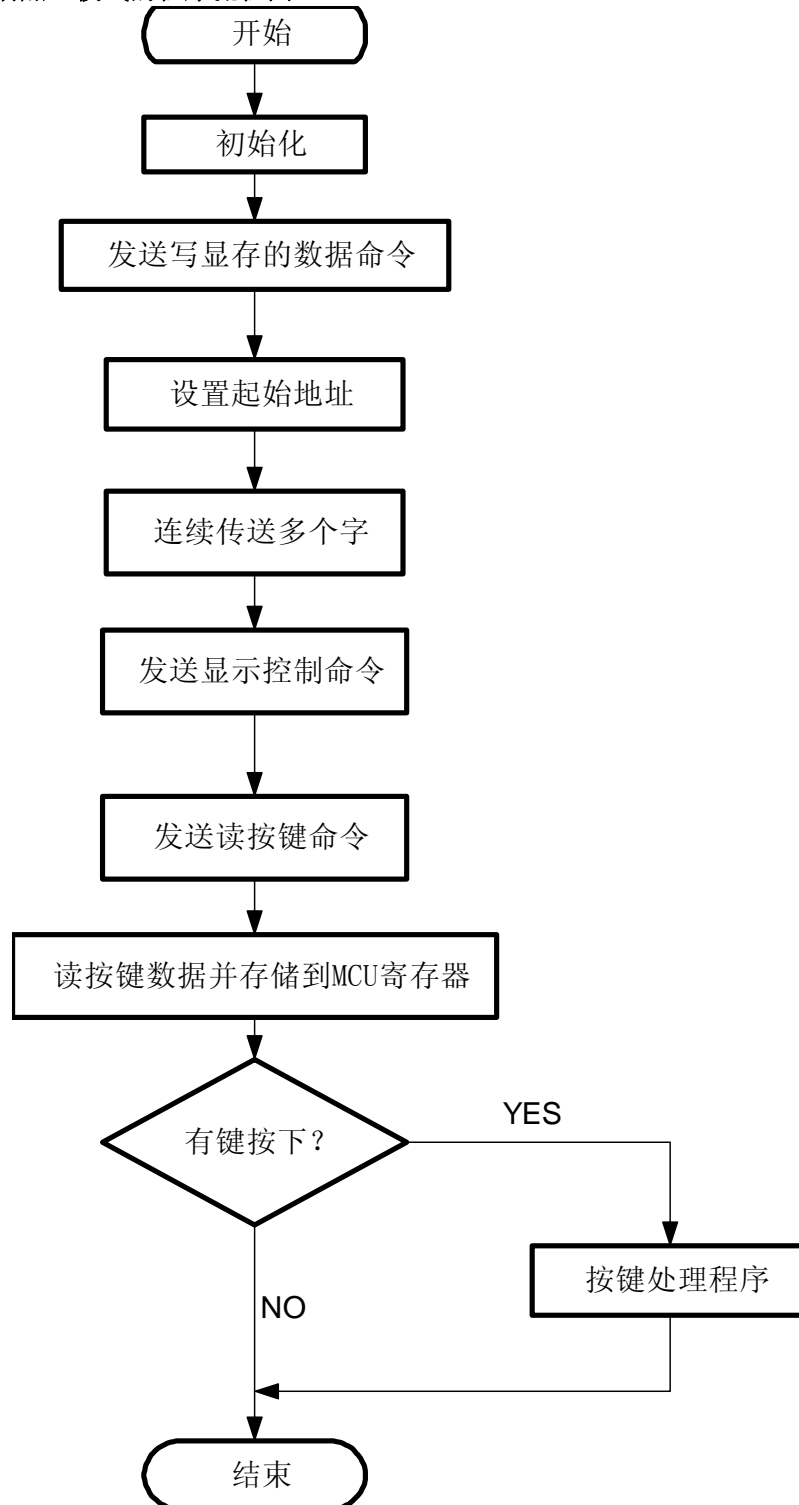 开始
初始化
发送写显存的数据命令
设置起始地址
连续传送多个字
发送显示控制命令
发送读按键命令
读按键数据并存储到MCU寄存器
有键按下?
YES
按键处理程序
NO
结束